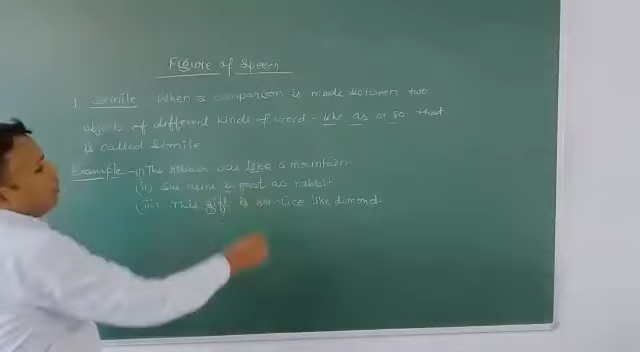 Figure of Speech
1. Simile When a comparison is made between two
objects of different kinds of word - like as or so that
is called simile
Example - (i) The robber was like a mountain
(ii) She runs so fast as rabbit
(iii) This gift is so nice like dimond